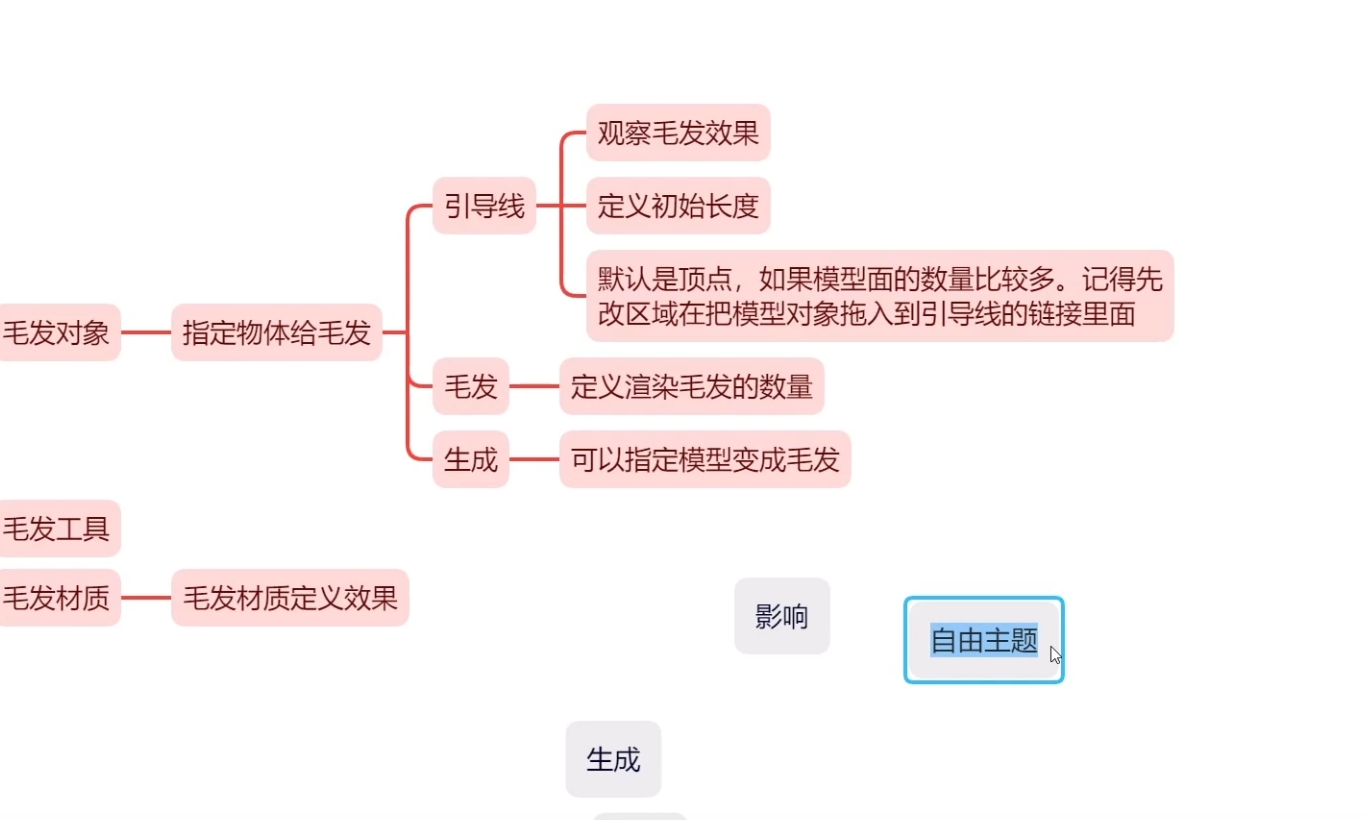 观察毛发效果
引导线
定义初始长度
默认是顶点，如果模型面的数量比较多。记得先
改区域在把模型对象拖入到引导线的链接里面
毛发对象
指定物体给毛发
毛发
定义渲染毛发的数量
生成
可以指定模型变成毛发
毛发工具
毛发材质
毛发材质定义效果
影响
自由主题
生成